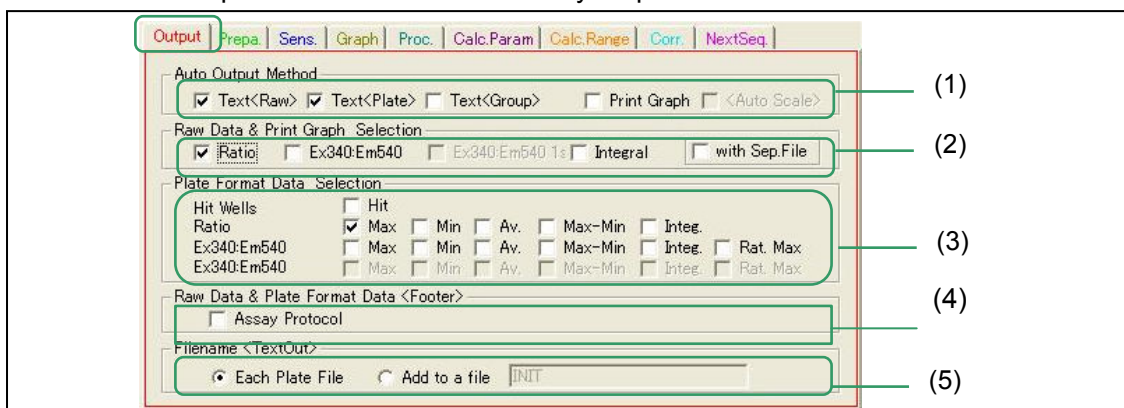 Output Prepa. Sens. Graph Proc. Calc.Param Calc.Range Corr. NextSeq.
Auto Output Method
Text<Raw> Text<Plate> Text<Group> Print Graph <Auto Scale>
(1)
Raw Data & Print Graph Selection
Ratio Ex340:Em540 Ex340:Em540 1s Integral with Sep.File
(2)
Plate Format Data Selection
Hit Wells Hit
Ratio Max Min Av. Max-Min Integ.
Ex340:Em540 Max Min Av. Max-Min Integ. Rat. Max
(3)
Ex340:Em540 Max Min Av. Max-Min Integ. Rat. Max
Raw Data & Plate Format Data <Footer>
(4)
Assay Protocol
Filename <TextOut>
Each Plate File Add to a file INIT
(5)